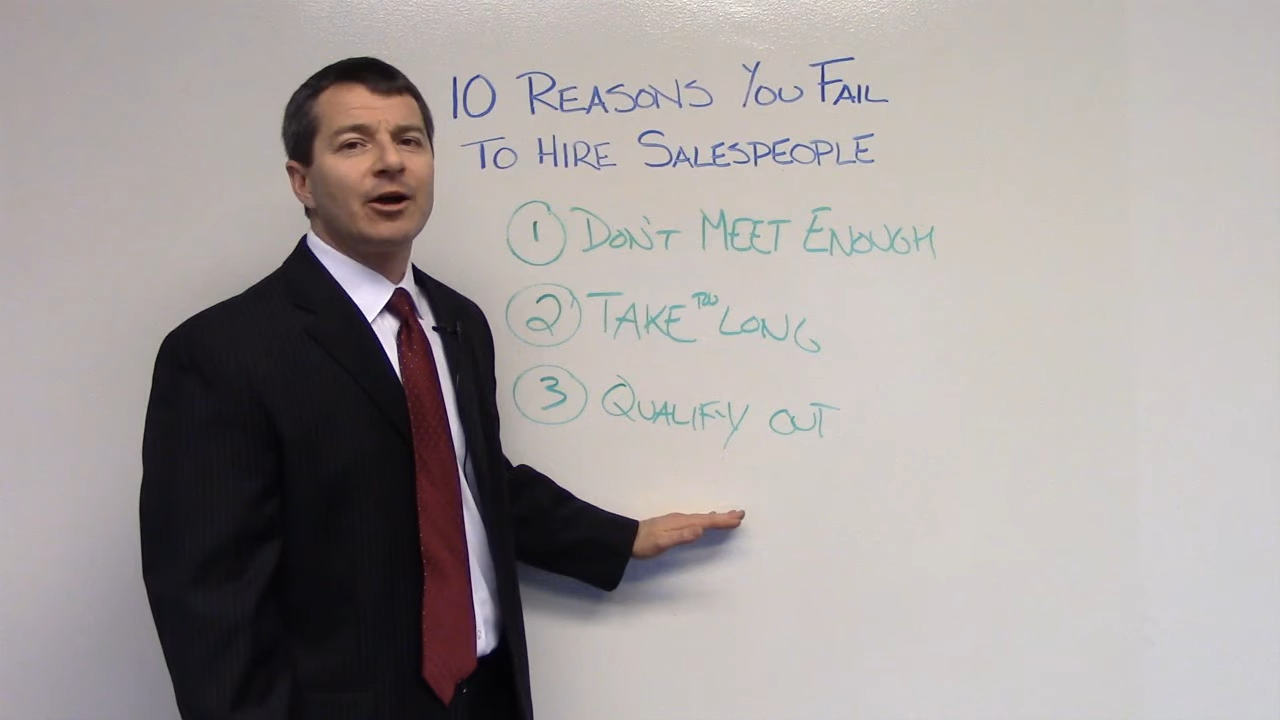 10 REASONS YOU FAIL
TO HIRE SALESPEOPLE
1 DON'T MEET ENOUGH
2 TAKE TOO LONG
3 QUALIFY OUT